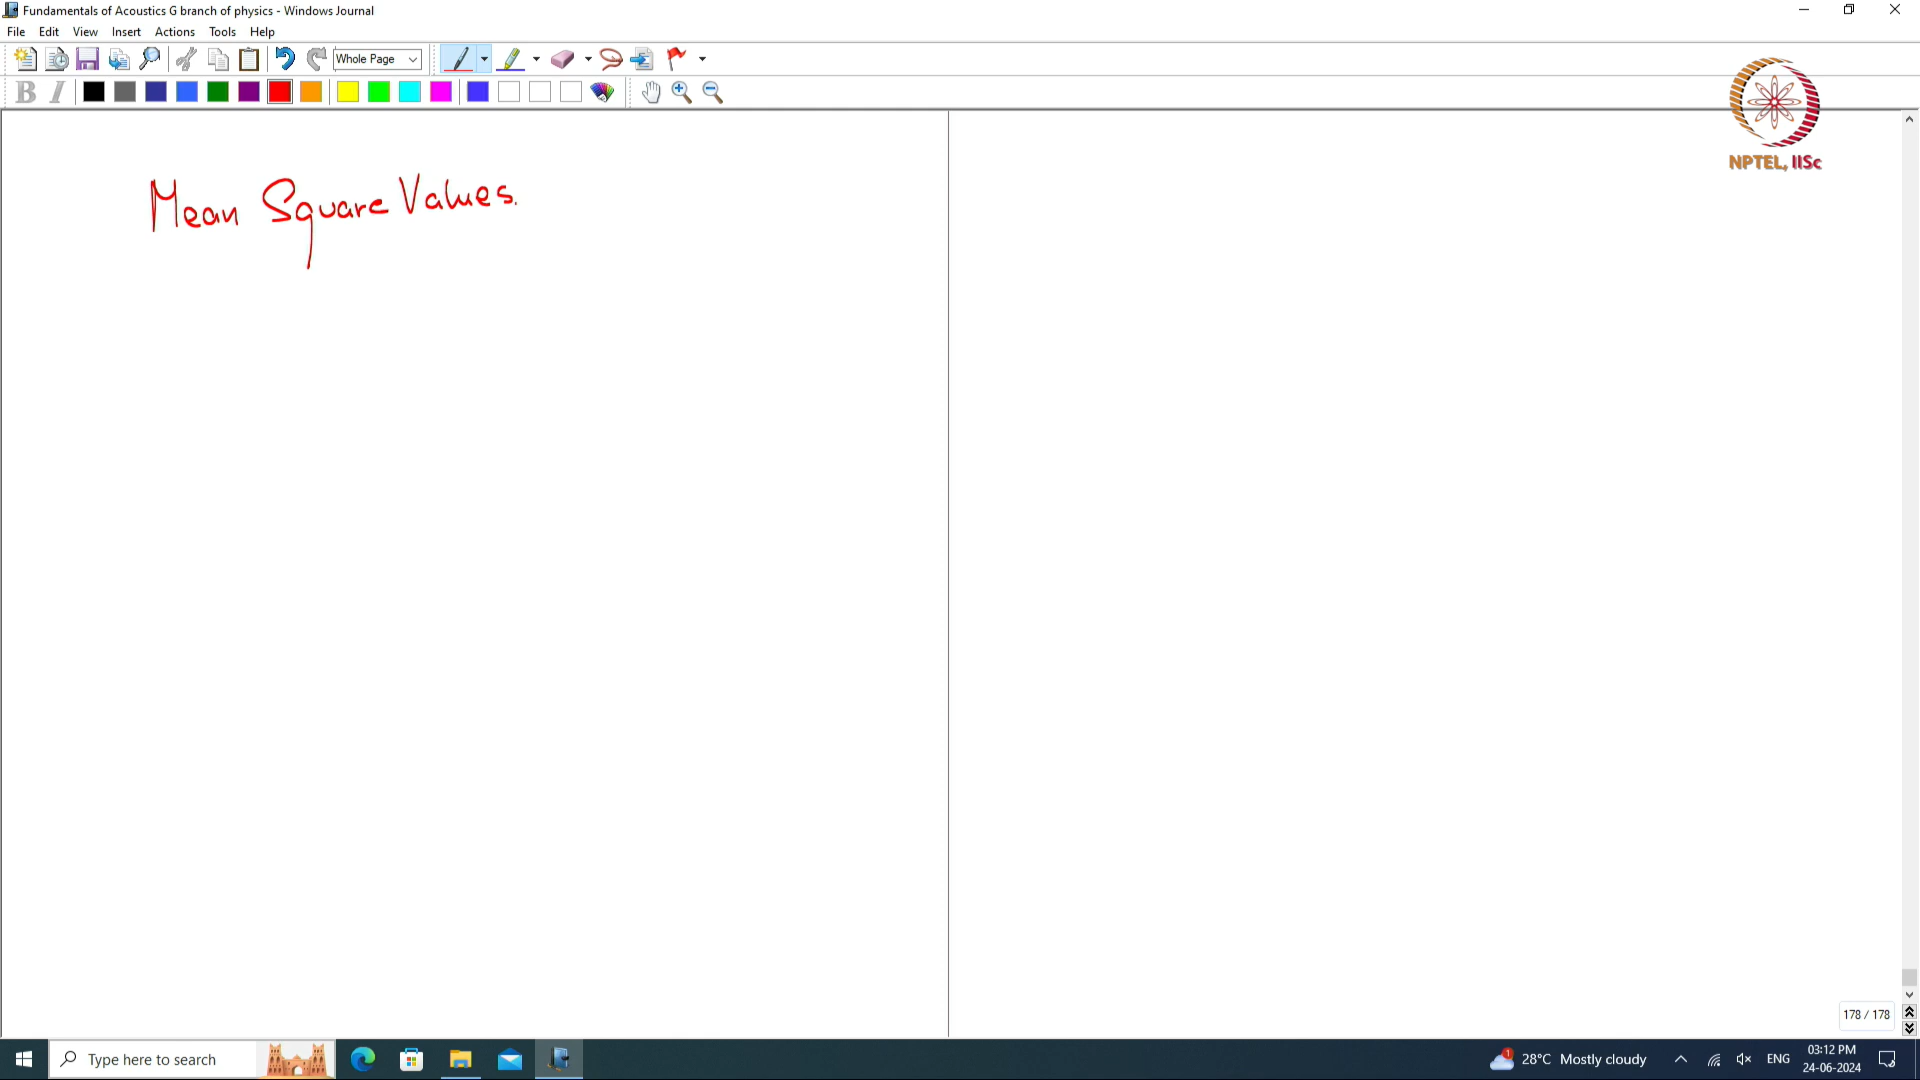 Fundamentals of Acoustics G branch of physics - Windows Journal
File Edit View Insert Actions Tools Help
Whole Page
B I
NPTEL, IISc
Mean Square Values.
178 / 178
Type here to search
1 28°C Mostly cloudy ENG 03:12 PM
24-06-2024